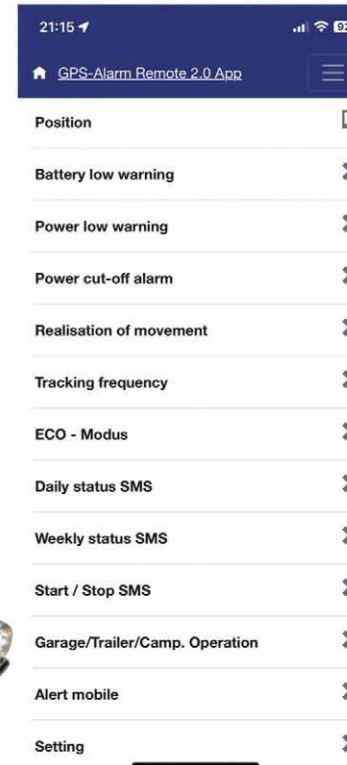 21:15
GPS-Alarm Remote 2.0 App
Position
Battery low warning
Power low warning
Power cut-off alarm
Realisation of movement
Tracking frequency
ECO - Modus
Daily status SMS
Weekly status SMS
Start / Stop SMS
Garage/Trailer/Camp. Operation
Alert mobile
Setting